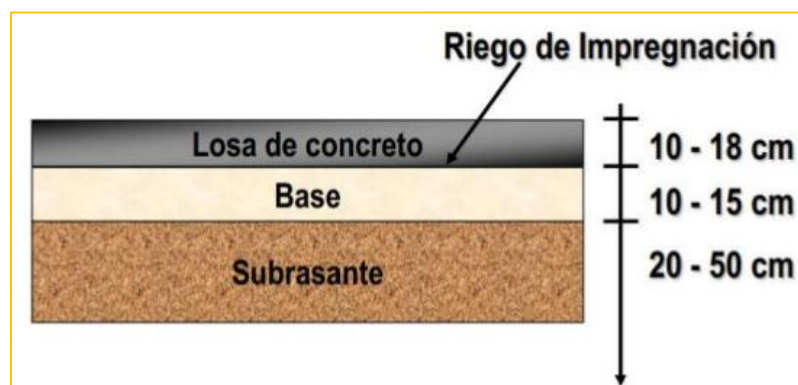 Riego de Impregnación
Losa de concreto
10 - 18 cm
Base
10 - 15 cm
Subrasante
20 - 50 cm